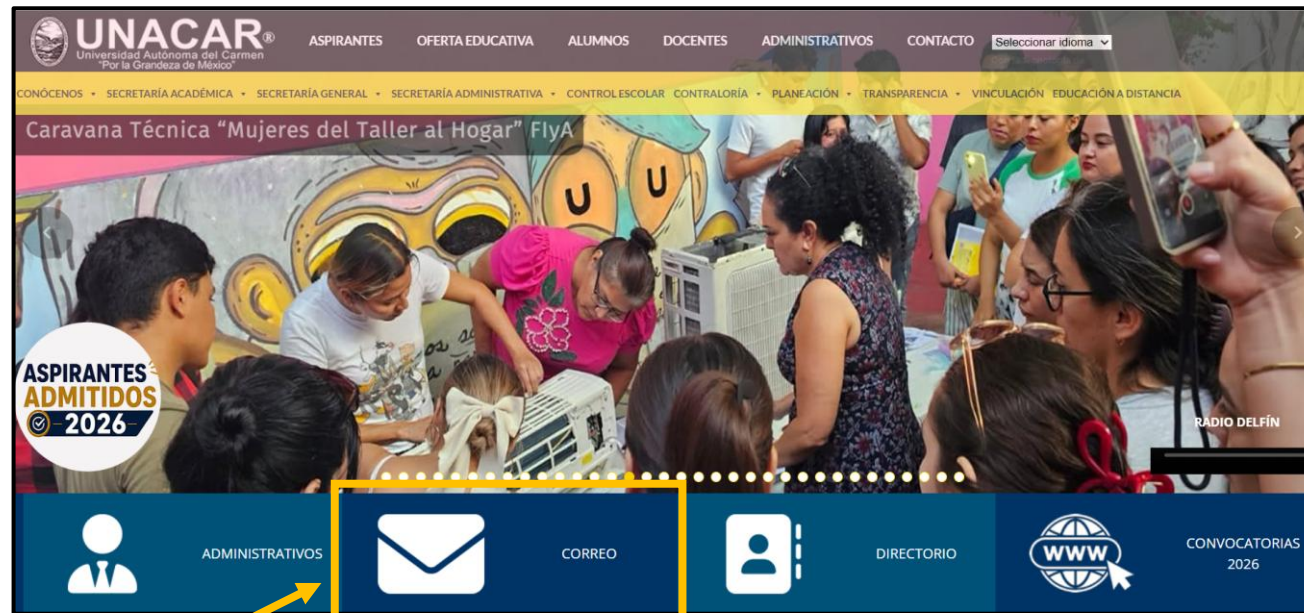 UNACAR®
Universidad Autónoma del Carmen
"Por la Grandeza de México"
ASPIRANTES OFERTA EDUCATIVA ALUMNOS DOCENTES ADMINISTRATIVOS CONTACTO Seleccionar idioma
CONÓCENOS SECRETARÍA ACADÉMICA SECRETARÍA GENERAL SECRETARÍA ADMINISTRATIVA CONTROL ESCOLAR CONTRALORÍA PLANEACIÓN TRANSPARENCIA VINCULACIÓN EDUCACIÓN A DISTANCIA
Caravana Técnica “Mujeres del Taller al Hogar” FIyA
ASPIRANTES
ADMITIDOS
2026
RADIO DELFÍN
ADMINISTRATIVOS
CORREO
DIRECTORIO
WWW
CONVOCATORIAS
2026